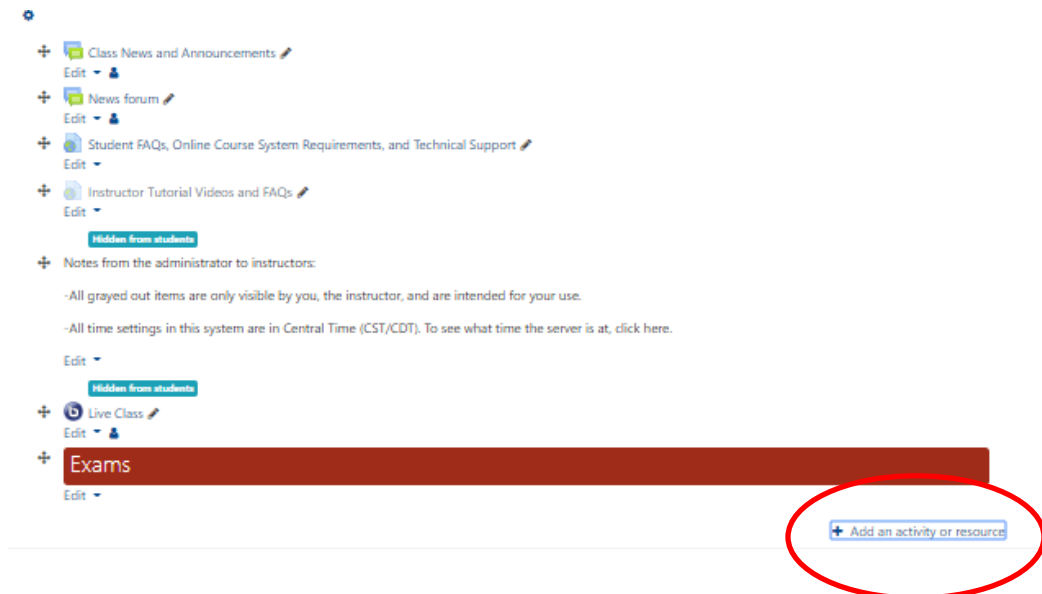 Class News and Announcements
Edit
News forum
Edit
Student FAQs, Online Course System Requirements, and Technical Support
Edit
Instructor Tutorial Videos and FAQs
Edit
Hidden from students
Notes from the administrator to instructors:
-All grayed out items are only visible by you, the instructor, and are intended for your use.
-All time settings in this system are in Central Time (CST/CDT). To see what time the server is at, click here.
Edit
Hidden from students
Live Class
Edit
Exams
Edit
+ Add an activity or resource